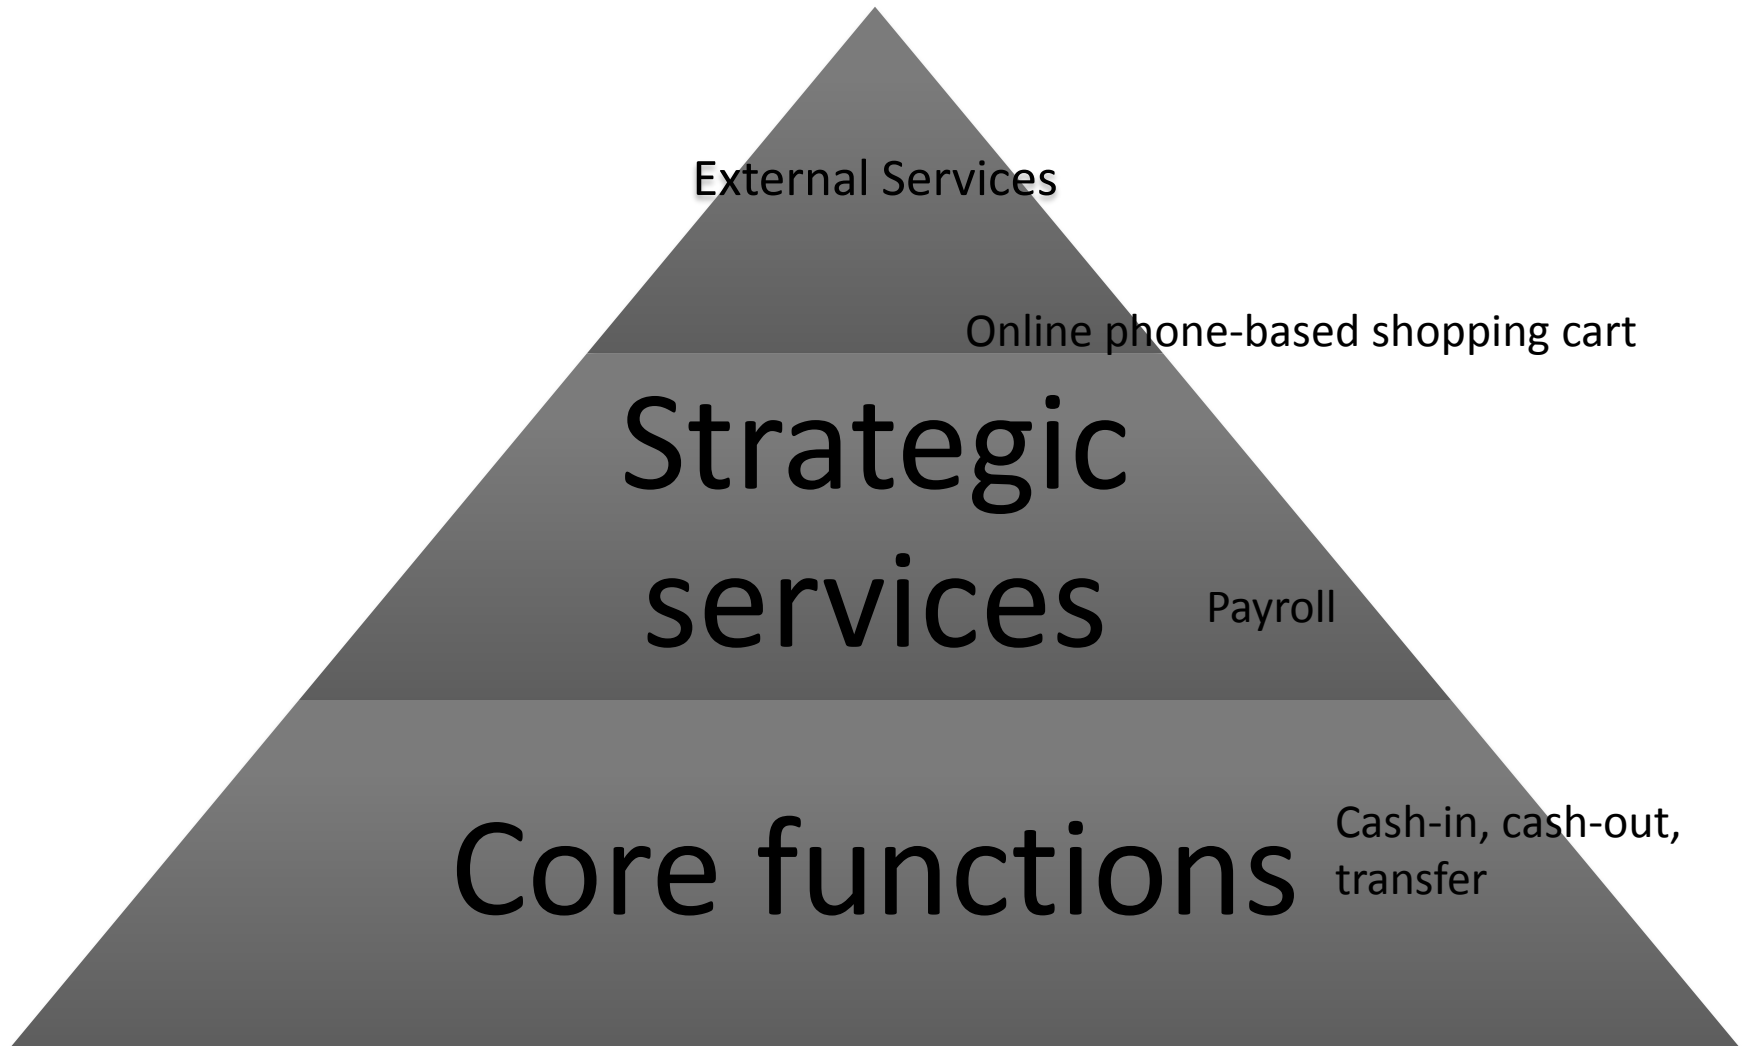 External Services
Online phone-based shopping cart
Strategic
services
Payroll
Core functions
Cash-in, cash-out,
transfer